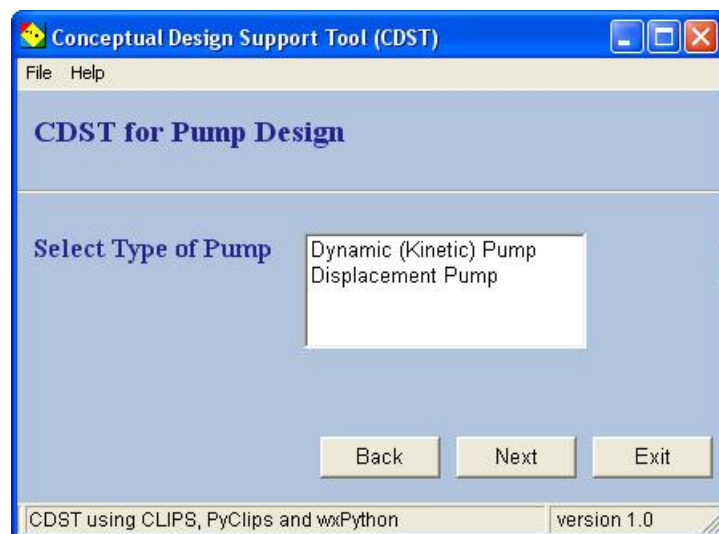 Conceptual Design Support Tool (CDST)
File Help
CDST for Pump Design
Select Type of Pump
Dynamic (Kinetic) Pump
Displacement Pump
Back Next Exit
CDST using CLIPS, PyClips and wxPython version 1.0